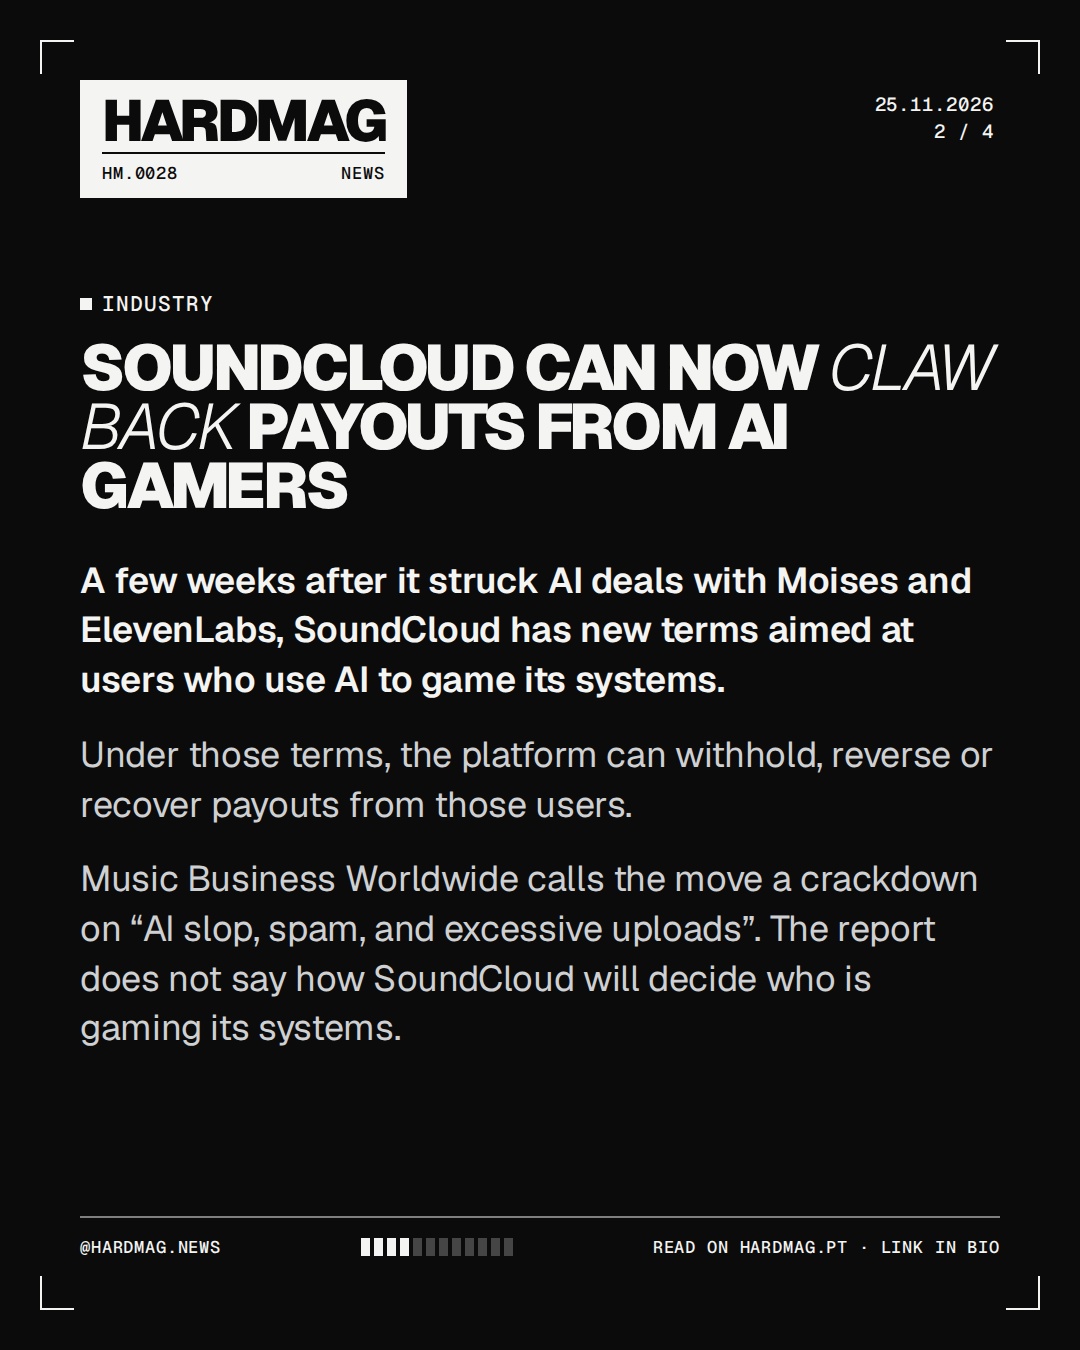 HARDMAG
HM.0028 NEWS
25.11.2026
2 / 4
INDUSTRY
SOUNDCLOUD CAN NOW CLAW
BACK PAYOUTS FROM AI
GAMERS
A few weeks after it struck AI deals with Moises and
ElevenLabs, SoundCloud has new terms aimed at
users who use AI to game its systems.
Under those terms, the platform can withhold, reverse or
recover payouts from those users.
Music Business Worldwide calls the move a crackdown
on “AI slop, spam, and excessive uploads”. The report
does not say how SoundCloud will decide who is
gaming its systems.
@HARDMAG.NEWS
READ ON HARDMAG.PT · LINK IN BIO